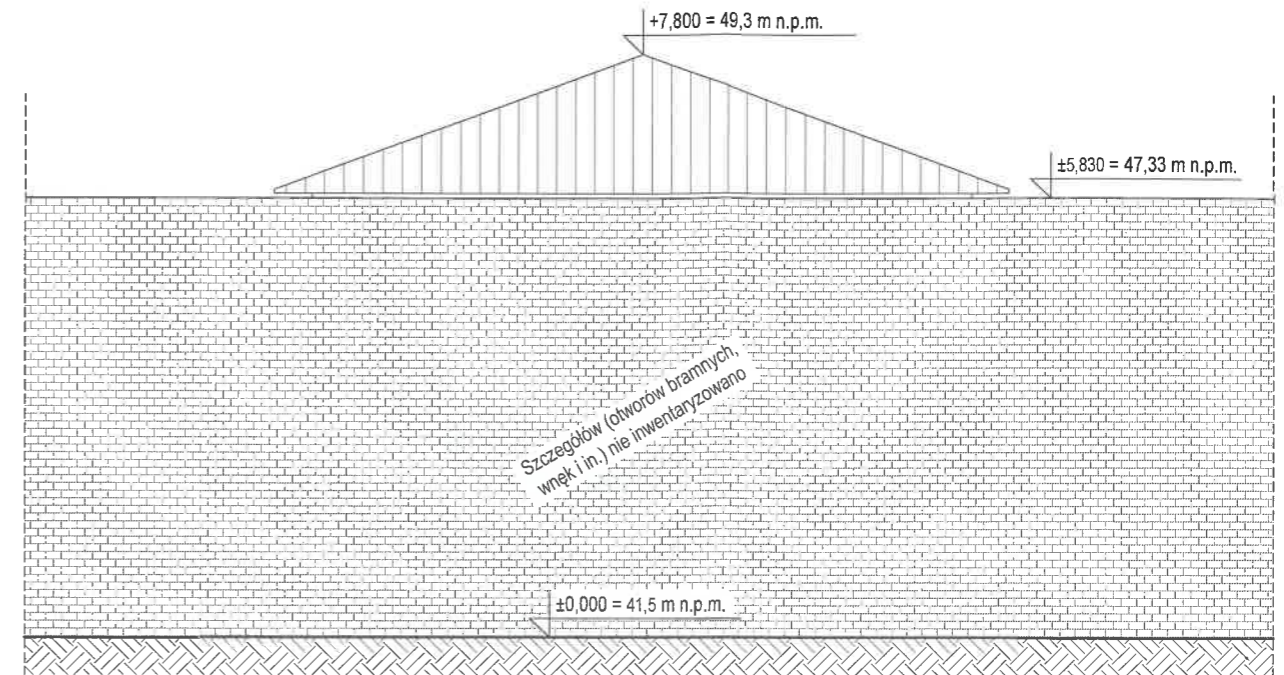 +7,800 = 49,3 m n.p.m.
±5,830 = 47,33 m n.p.m.
Szczegółów (otworów bramnych,
wnęk i in.) nie inwentaryzowano
±0,000 = 41,5 m n.p.m.